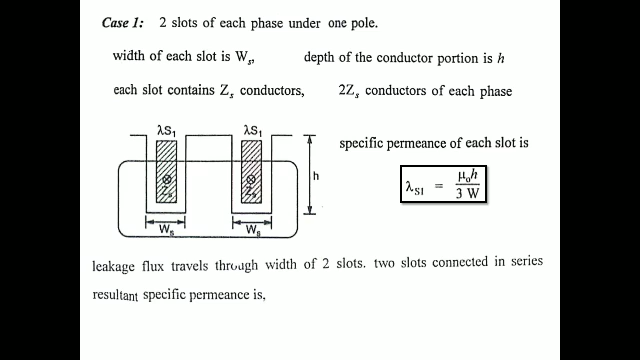 Case 1: 2 slots of each phase under one pole.
width of each slot is Wₛ, depth of the conductor portion is h
each slot contains Zₛ conductors, 2Zₛ conductors of each phase
λS₁ λS₁
specific permeance of each slot is
λS1 = μ₀h / 3 W
h
Zₛ Zₛ
Wₛ Wₛ
leakage flux travels through width of 2 slots. two slots connected in series
resultant specific permeance is,